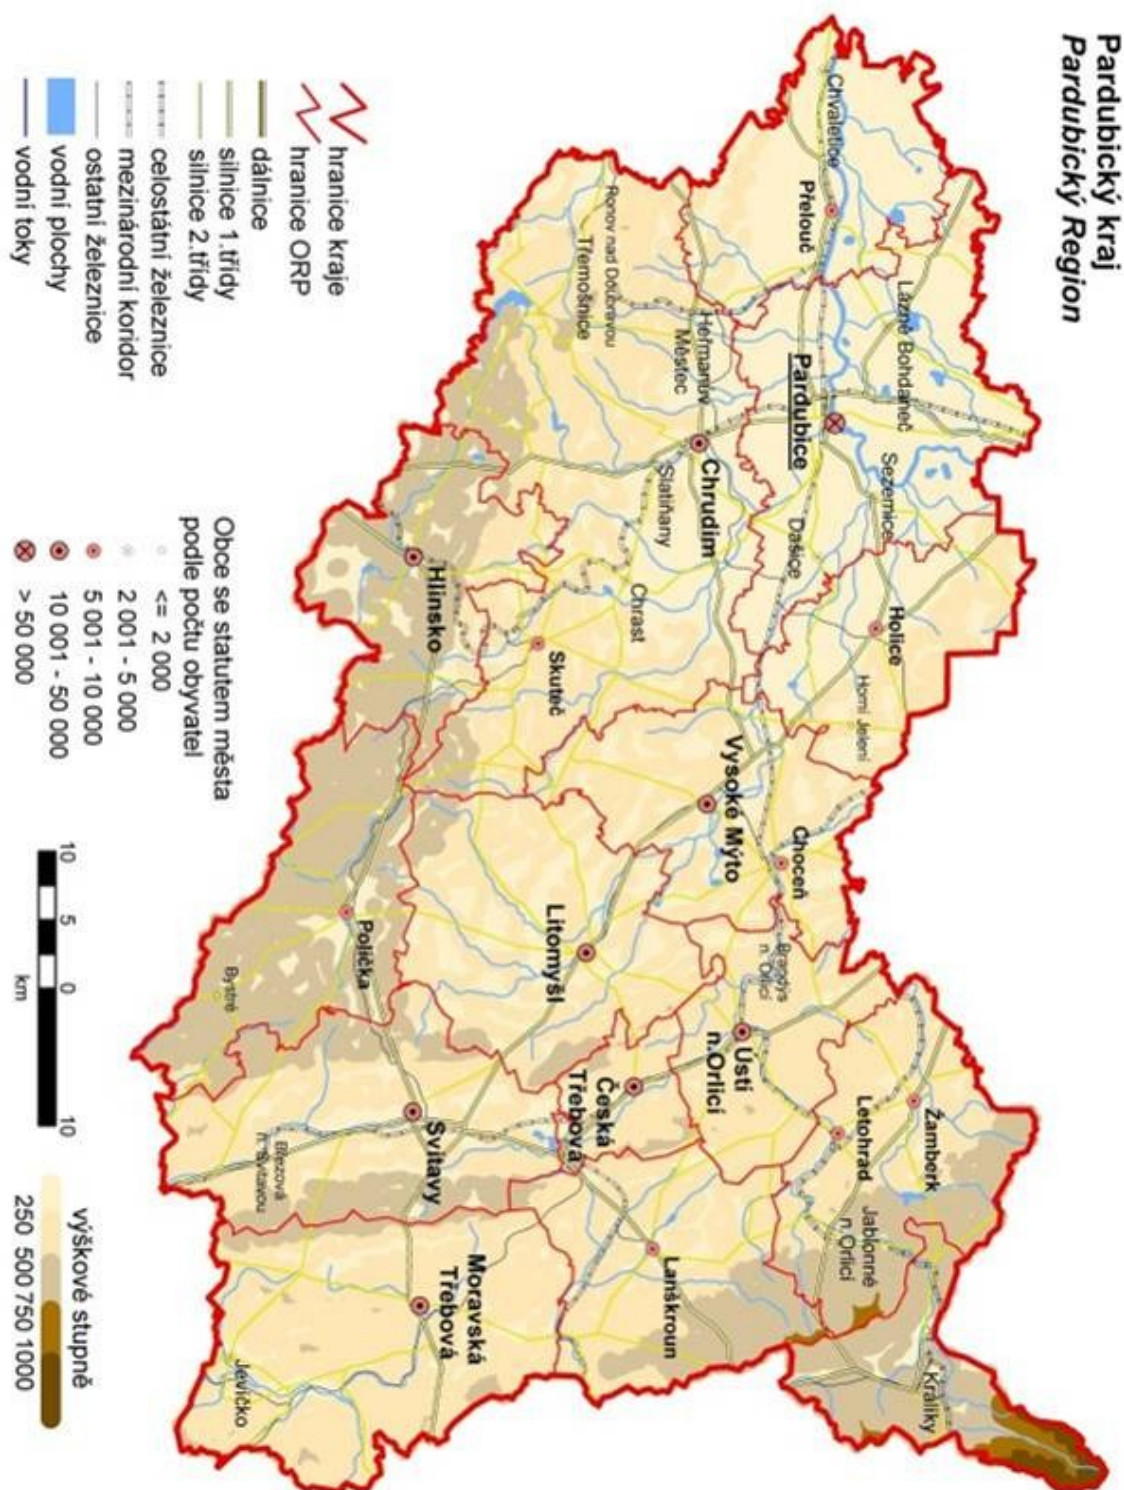 Pardubický kraj
Pardubický Region
Chvaletice
Přelouč
Lázně Bohdaneč
Pardubice
Sezemice
Holice
Horní Jelení
Dašice
Ronov nad Doubravou
Třemošnice
Heřmanův
Městec
Chrudim
Slatiňany
Chrast
Skuteč
Hlinsko
Vysoké Mýto
Choceň
Brandýs
n. Orlicí
Litomyšl
Ústí
n.Orlicí
Česká
Třebová
Žamberk
Letohrad
Jablonné
n. Orlicí
Králíky
Lanškroun
Polička
Bystré
Svitavy
Březová
n. Svitavou
Moravská
Třebová
Jevíčko
hranice kraje
hranice ORP
dálnice
silnice 1.třídy
silnice 2.třídy
celostátní železnice
mezinárodní koridor
ostatní železnice
vodní plochy
vodní toky
Obce se statutem města
podle počtu obyvatel
<= 2 000
2 001 - 5 000
5 001 - 10 000
10 001 - 50 000
> 50 000
10 5 0 10
km
výškové stupně
250 500 750 1000